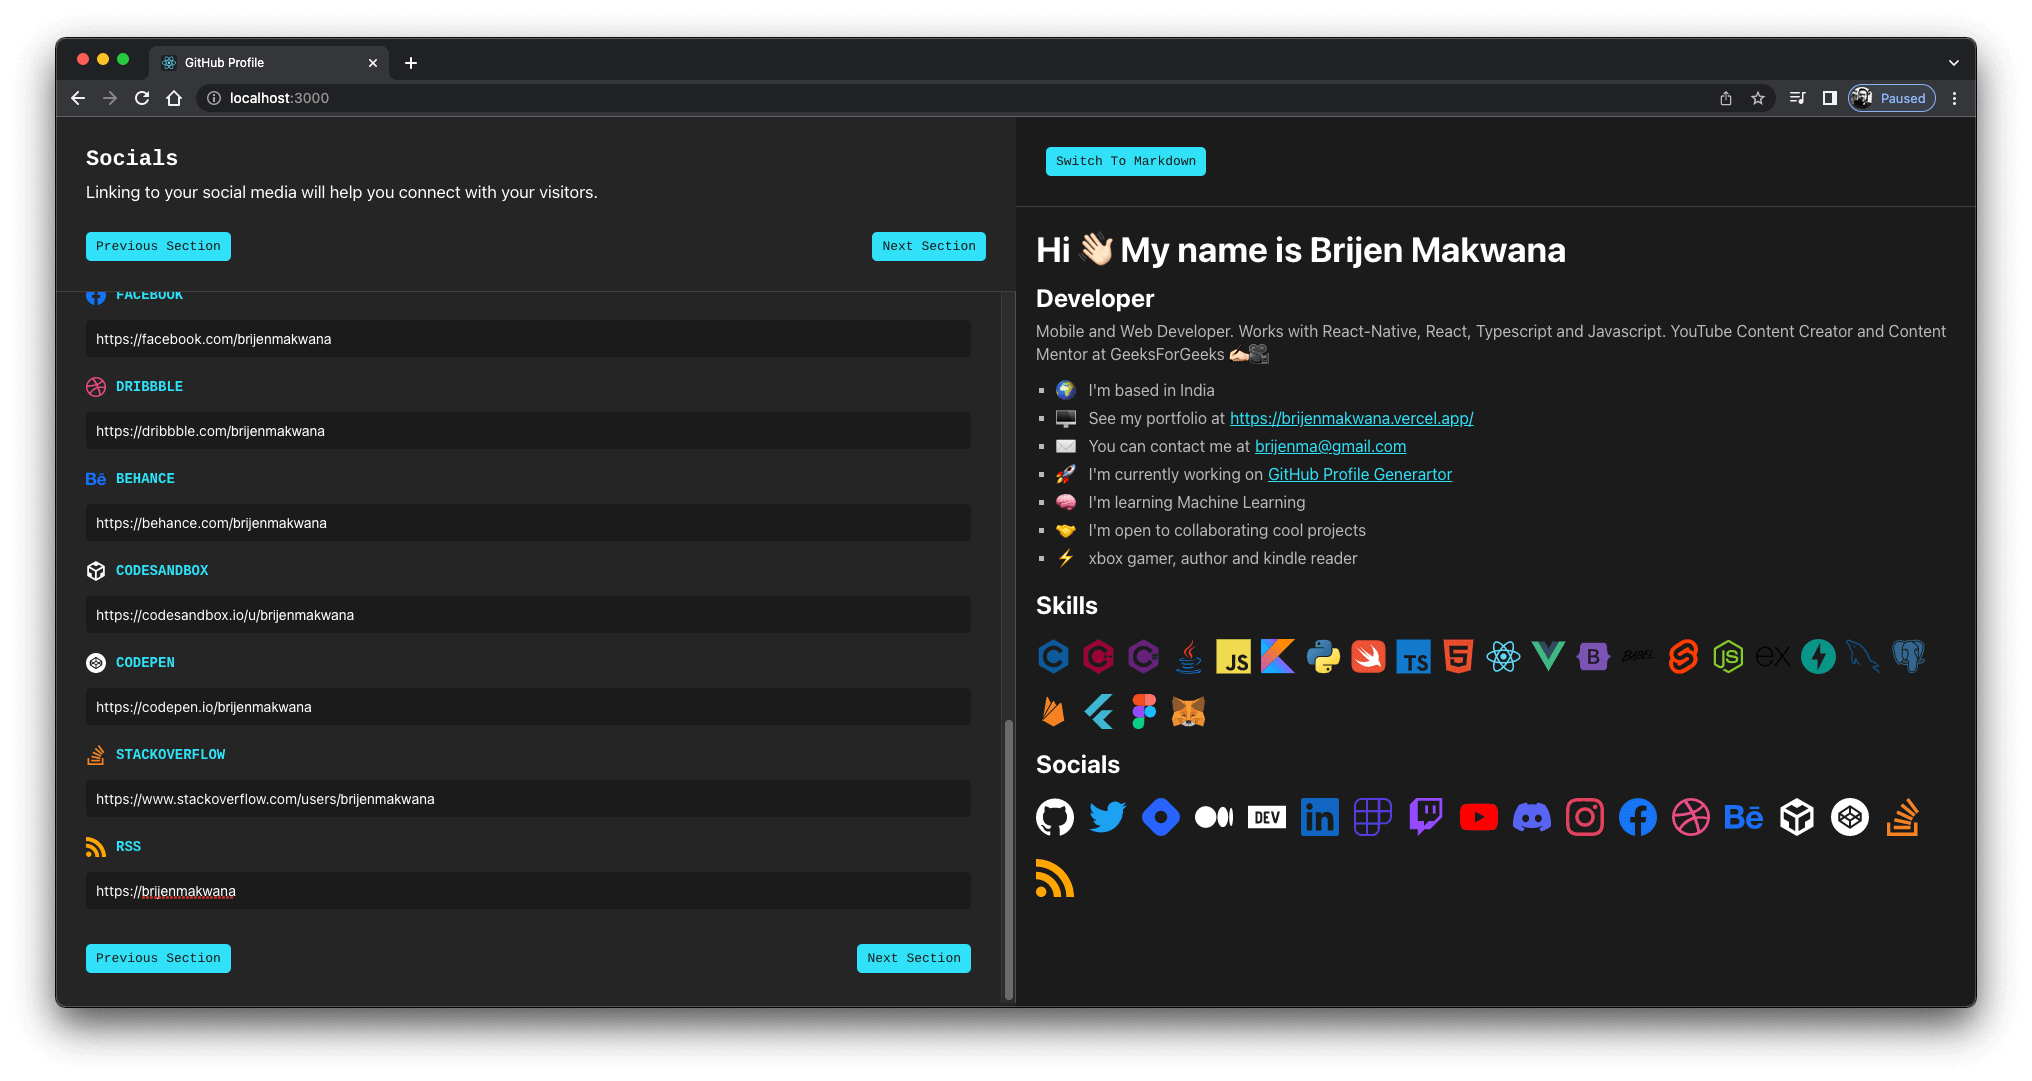 GitHub Profile
localhost:3000
Paused
Socials
Linking to your social media will help you connect with your visitors.
Previous Section
Next Section
FACEBOOK
https://facebook.com/brijenmakwana
DRIBBBLE
https://dribbble.com/brijenmakwana
Bē BEHANCE
https://behance.com/brijenmakwana
CODESANDBOX
https://codesandbox.io/u/brijenmakwana
CODEPEN
https://codepen.io/brijenmakwana
STACKOVERFLOW
https://www.stackoverflow.com/users/brijenmakwana
RSS
https://brijenmakwana
Previous Section
Next Section
Switch To Markdown
Hi 👋🏻 My name is Brijen Makwana
Developer
Mobile and Web Developer. Works with React-Native, React, Typescript and Javascript. YouTube Content Creator and Content
Mentor at GeeksForGeeks ✍🏻🎥
🌍 I'm based in India
🖥️ See my portfolio at https://brijenmakwana.vercel.app/
✉️ You can contact me at brijenma@gmail.com
🚀 I'm currently working on GitHub Profile Generartor
🧠 I'm learning Machine Learning
🤝 I'm open to collaborating cool projects
⚡ xbox gamer, author and kindle reader
Skills
C C++ C# JS TS 5 B BABEL JS ex
Socials
DEV in Bē